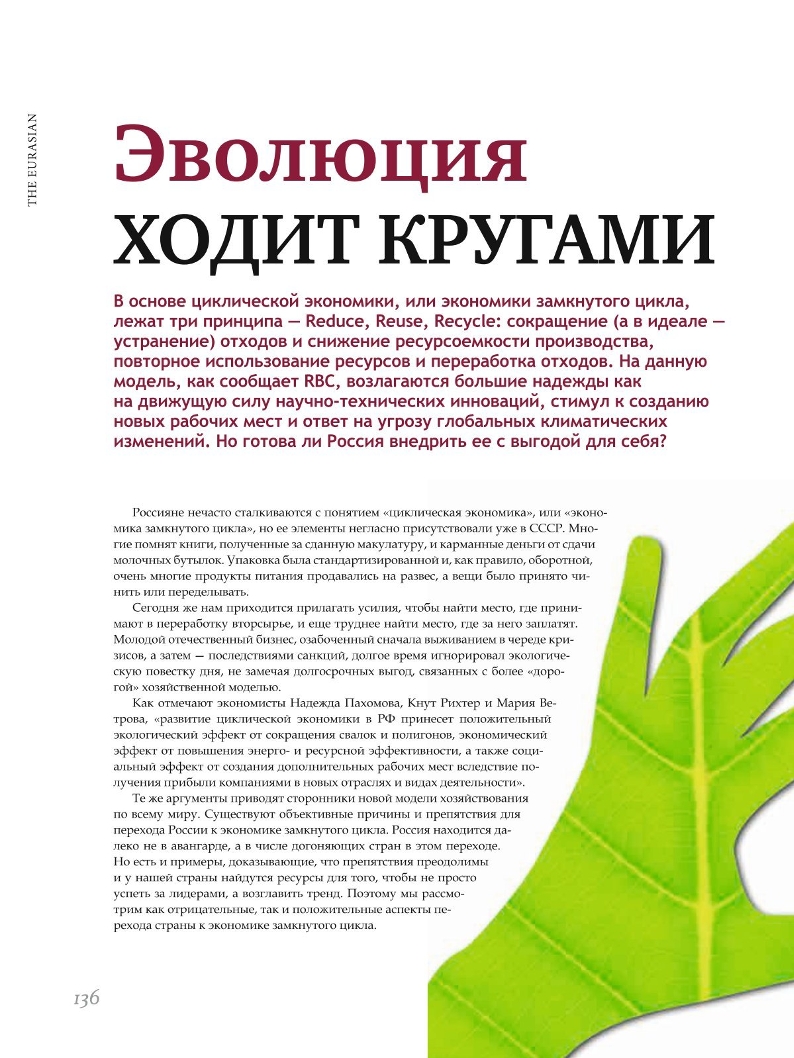 THE EURASIAN
Эволюция
ХОДИТ КРУГАМИ
В основе циклической экономики, или экономики замкнутого цикла,
лежат три принципа — Reduce, Reuse, Recycle: сокращение (а в идеале —
устранение) отходов и снижение ресурсоемкости производства,
повторное использование ресурсов и переработка отходов. На данную
модель, как сообщает RBC, возлагаются большие надежды как
на движущую силу научно-технических инноваций, стимул к созданию
новых рабочих мест и ответ на угрозу глобальных климатических
изменений. Но готова ли Россия внедрить ее с выгодой для себя?
Россияне нечасто сталкиваются с понятием «циклическая экономика», или «эконо-
мика замкнутого цикла», но ее элементы негласно присутствовали уже в СССР. Мно-
гие помнят книги, полученные за сданную макулатуру, и карманные деньги от сдачи
молочных бутылок. Упаковка была стандартизированной и, как правило, оборотной,
очень многие продукты питания продавались на развес, а вещи было принято чи-
нить или переделывать.
Сегодня же нам приходится прилагать усилия, чтобы найти место, где прини-
мают в переработку вторсырье, и еще труднее найти место, где за него заплатят.
Молодой отечественный бизнес, озабоченный сначала выживанием в череде кри-
зисов, а затем — последствиями санкций, долгое время игнорировал экологиче-
скую повестку дня, не замечая долгосрочных выгод, связанных с более «доро-
гой» хозяйственной моделью.
Как отмечают экономисты Надежда Пахомова, Кнут Рихтер и Мария Ве-
трова, «развитие циклической экономики в РФ принесет положительный
экологический эффект от сокращения свалок и полигонов, экономический
эффект от повышения энерго- и ресурсной эффективности, а также соци-
альный эффект от создания дополнительных рабочих мест вследствие по-
лучения прибыли компаниями в новых отраслях и видах деятельности».
Те же аргументы приводят сторонники новой модели хозяйствования
по всему миру. Существуют объективные причины и препятствия для
перехода России к экономике замкнутого цикла. Россия находится да-
леко не в авангарде, а в числе догоняющих стран в этом переходе.
Но есть и примеры, доказывающие, что препятствия преодолимы
и у нашей страны найдутся ресурсы для того, чтобы не просто
успеть за лидерами, а возглавить тренд. Поэтому мы рассмо-
трим как отрицательные, так и положительные аспекты пе-
рехода страны к экономике замкнутого цикла.
136